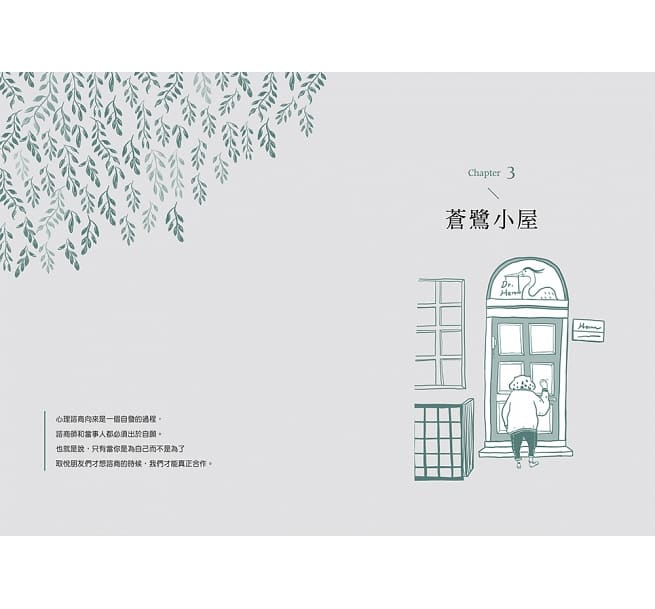 Chapter 3
蒼鷺小屋
Dr.
Heron
Heron
心理諮商向來是一個自發的過程，
諮商師和當事人都必須出於自願。
也就是說，只有當你是為自己而不是為了
取悅朋友們才想諮商的時候，我們才能真正合作。